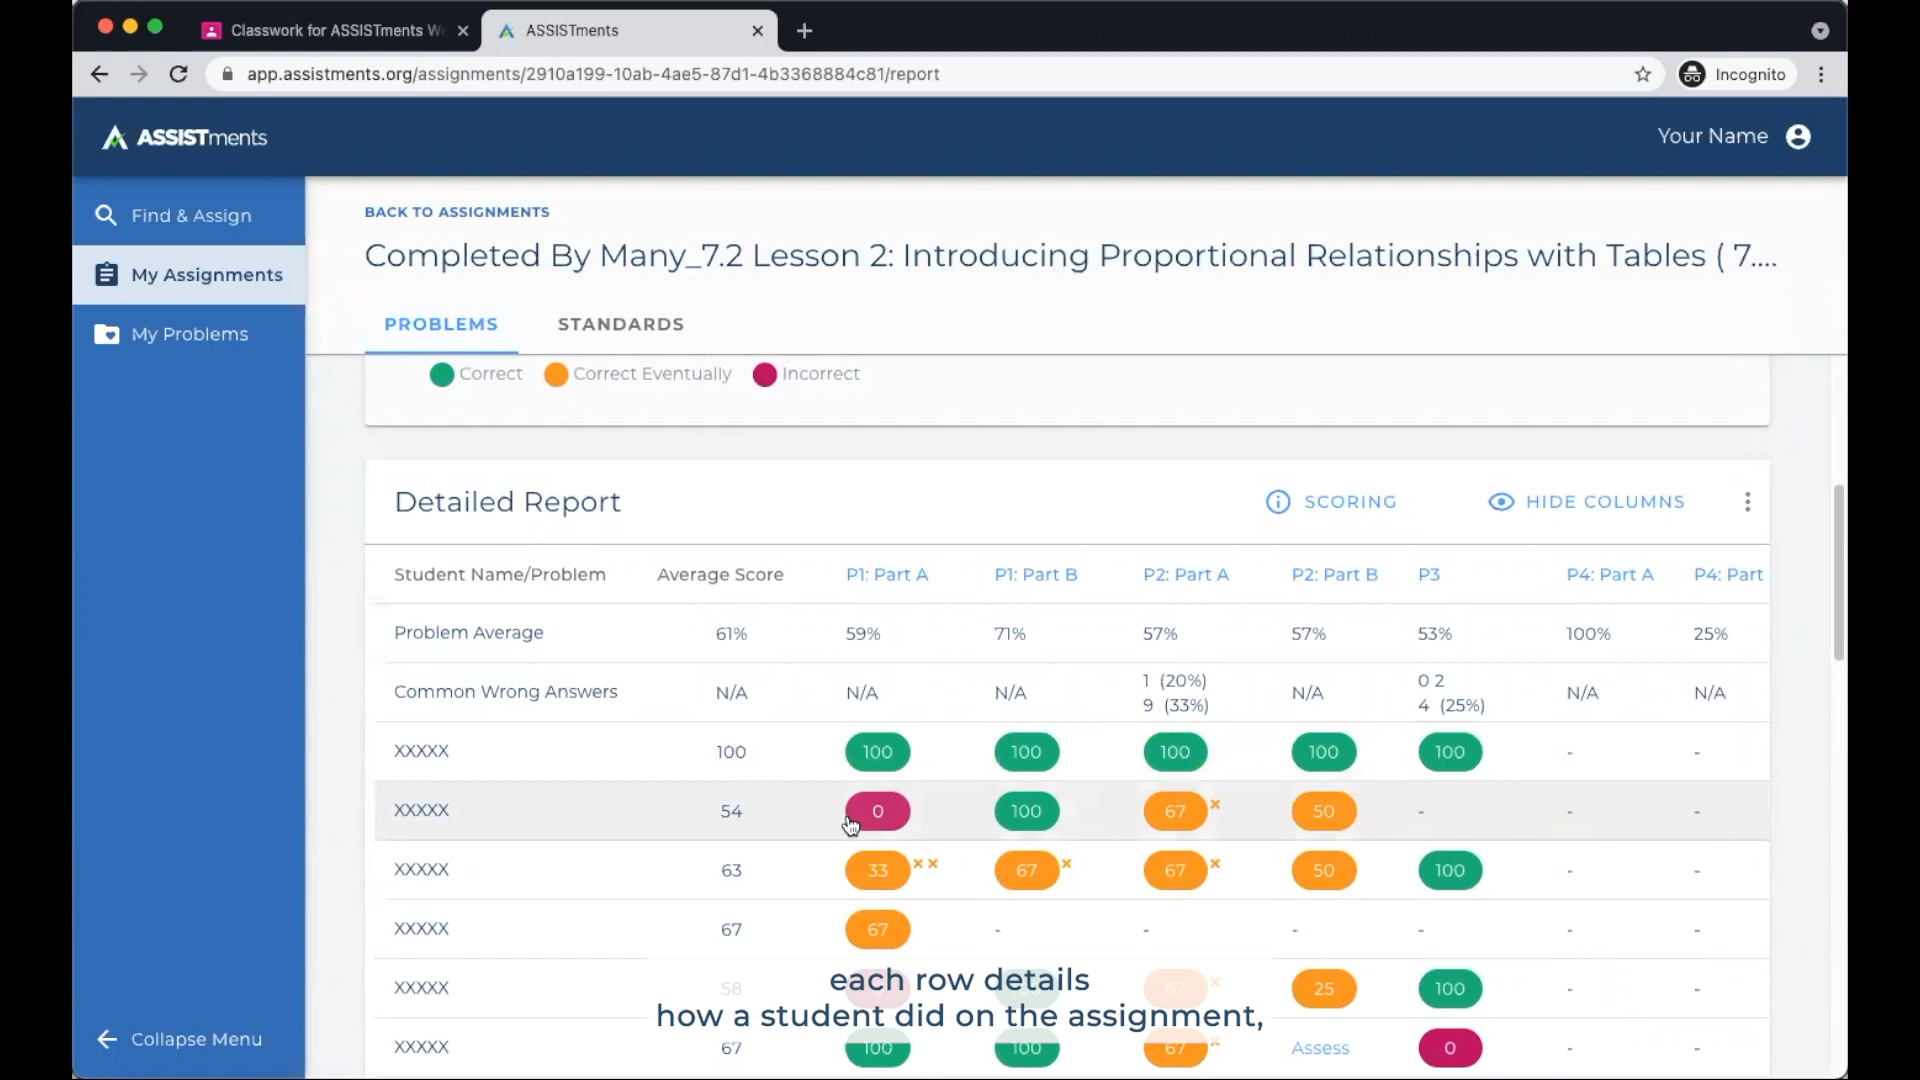 Classwork for ASSISTments We
ASSISTments
app.assistments.org/assignments/2910a199-10ab-4ae5-87d1-4b3368884c81/report
Incognito
ASSISTments
Your Name
Find & Assign
My Assignments
My Problems
Collapse Menu
BACK TO ASSIGNMENTS
Completed By Many_7.2 Lesson 2: Introducing Proportional Relationships with Tables ( 7....
PROBLEMS STANDARDS
Correct Correct Eventually Incorrect
Detailed Report SCORING HIDE COLUMNS
Student Name/Problem Average Score P1: Part A P1: Part B P2: Part A P2: Part B P3 P4: Part A P4: Part
Problem Average 61% 59% 71% 57% 57% 53% 100% 25%
Common Wrong Answers N/A N/A N/A 1 (20%) 9 (33%) N/A 0 2 4 (25%) N/A N/A
XXXXX 100 100 100 100 100 100 - -
XXXXX 54 0 100 67 × 50 - - -
XXXXX 63 33 ×× 67 × 67 × 50 100 - -
XXXXX 67 67 - - - - - -
XXXXX 58 67 × 25 100 - -
XXXXX 67 100 100 67 × Assess 0 - -
each row details
how a student did on the assignment,